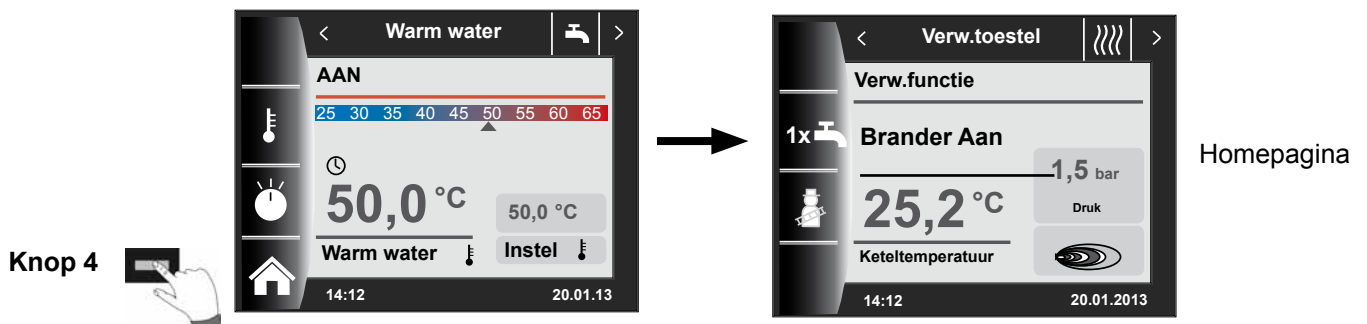 Knop 4
< Warm water >
AAN
25 30 35 40 45 50 55 60 65
50,0 °C
50,0 °C
Warm water
Instel
14:12 20.01.13
< Verw.toestel >
Verw.functie
1x
Brander Aan
1,5 bar
Druk
25,2 °C
Keteltemperatuur
14:12 20.01.2013
Homepagina